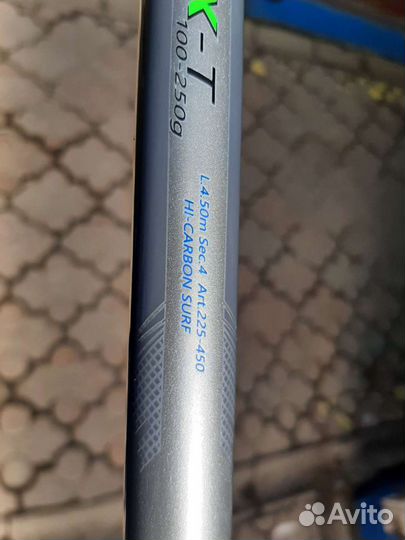 X-T
100-250g
L.4.50m Sec.4 Art.225-450
HI-CARBON SURF
Avito